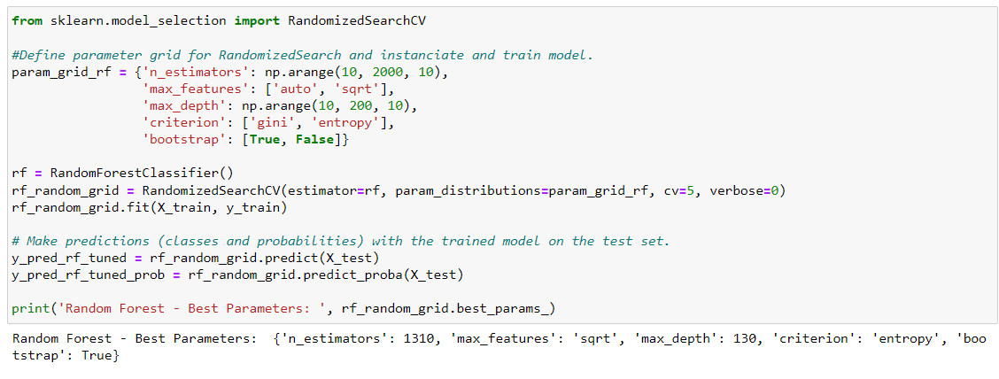 from sklearn.model_selection import RandomizedSearchCV
#Define parameter grid for RandomizedSearch and instanciate and train model.
param_grid_rf = {'n_estimators': np.arange(10, 2000, 10),
                 'max_features': ['auto', 'sqrt'],
                 'max_depth': np.arange(10, 200, 10),
                 'criterion': ['gini', 'entropy'],
                 'bootstrap': [True, False]}
rf = RandomForestClassifier()
rf_random_grid = RandomizedSearchCV(estimator=rf, param_distributions=param_grid_rf, cv=5, verbose=0)
rf_random_grid.fit(X_train, y_train)
# Make predictions (classes and probabilities) with the trained model on the test set.
y_pred_rf_tuned = rf_random_grid.predict(X_test)
y_pred_rf_tuned_prob = rf_random_grid.predict_proba(X_test)
print('Random Forest - Best Parameters: ', rf_random_grid.best_params_)
Random Forest - Best Parameters:  {'n_estimators': 1310, 'max_features': 'sqrt', 'max_depth': 130, 'criterion': 'entropy', 'boo
tstrap': True}